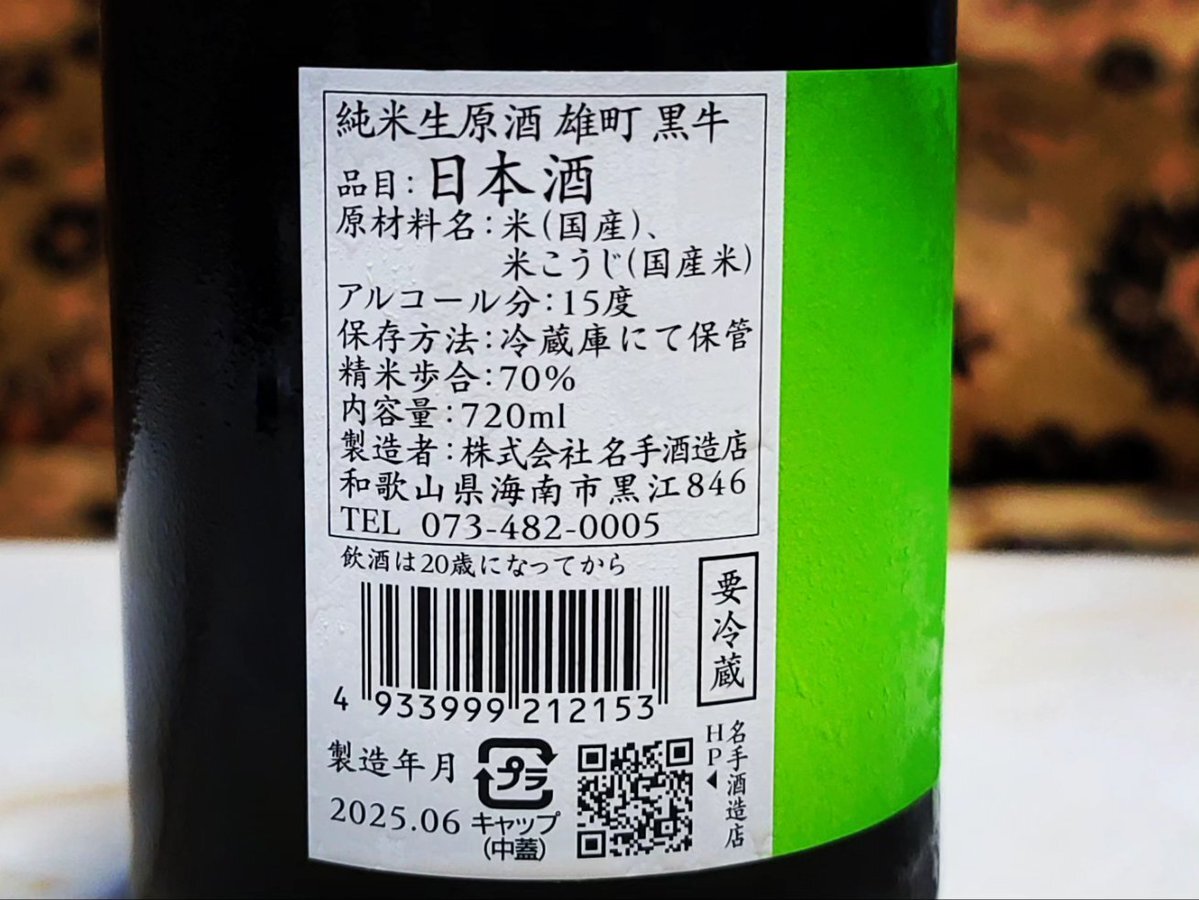 純米生原酒 雄町 黒牛
品目:日本酒
原材料名:米(国産)、
米こうじ(国産米)
アルコール分:15度
保存方法:冷蔵庫にて保管
精米歩合:70%
内容量:720ml
製造者:株式会社 名手酒造店
和歌山県海南市黒江846
TEL 073-482-0005
飲酒は20歳になってから
要冷蔵
4 933999 212153
製造年月
2025.06
プラ
キャップ
(中蓋)
名手酒造店
HP◀